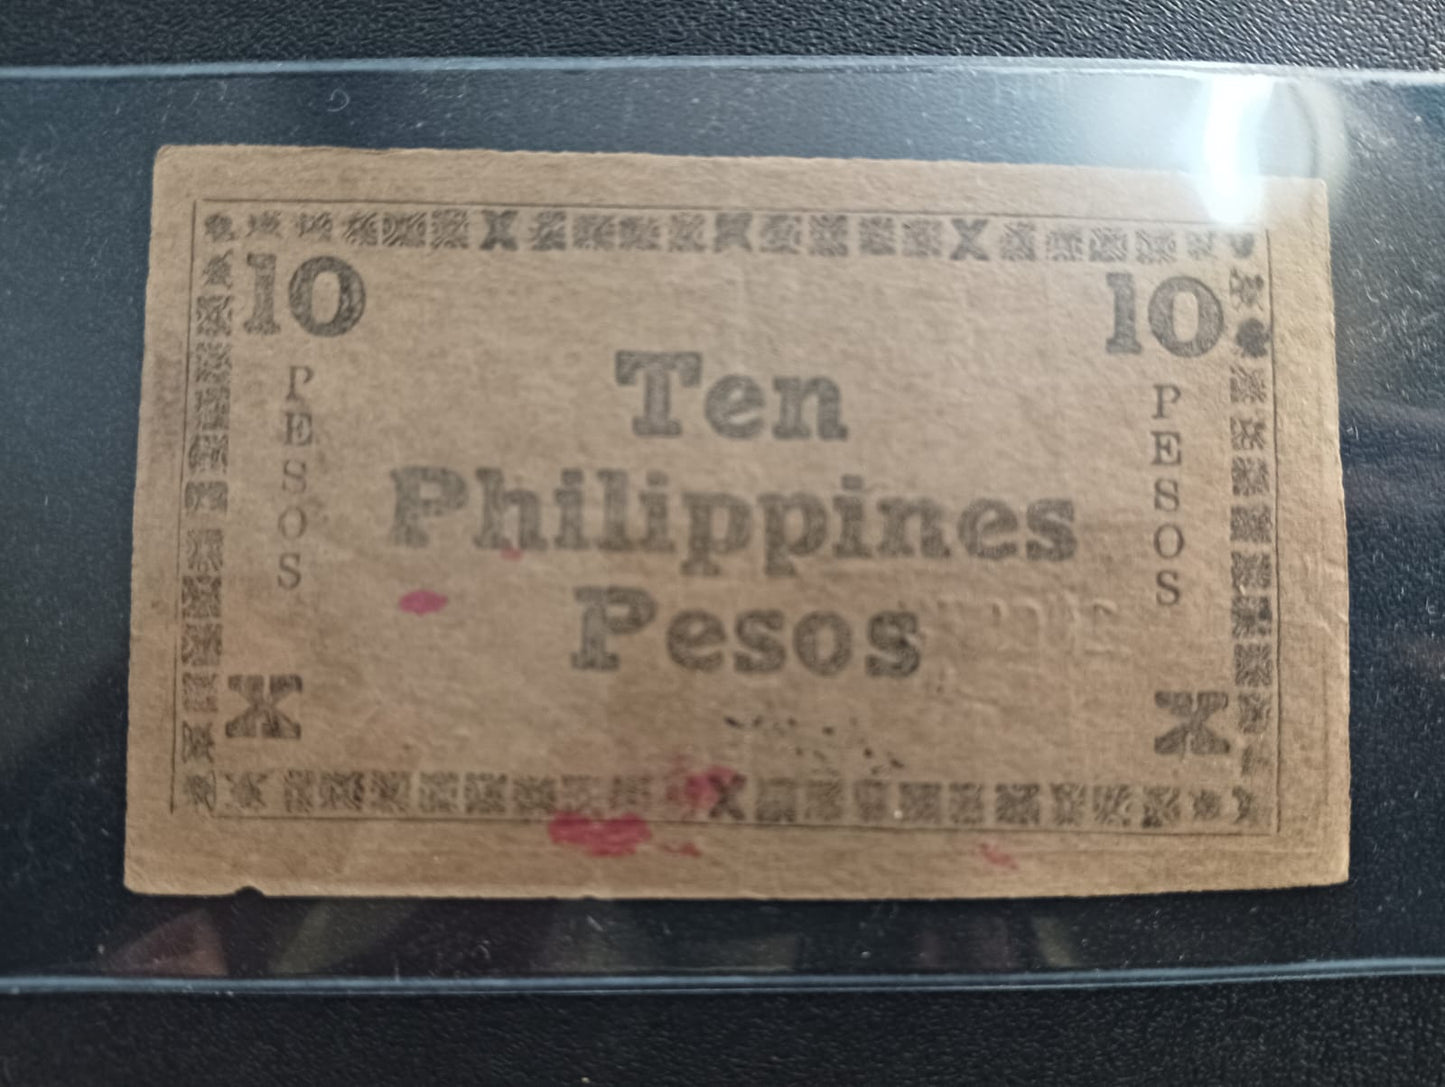 10 10
PESOS PESOS
Ten
Philippines
Pesos
X X